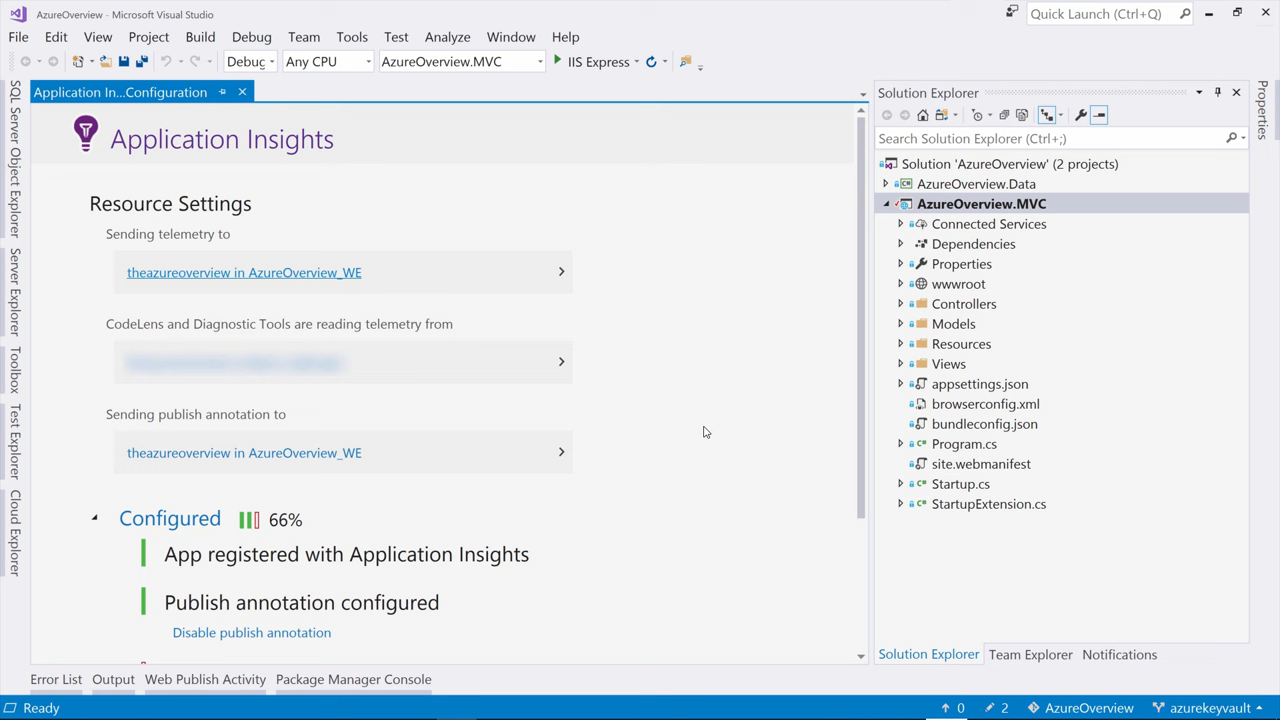 AzureOverview - Microsoft Visual Studio
Quick Launch (Ctrl+Q)
File Edit View Project Build Debug Team Tools Test Analyze Window Help
Debug Any CPU AzureOverview.MVC IIS Express
SQL Server Object Explorer
Server Explorer
Toolbox
Test Explorer
Cloud Explorer
Application In...Configuration
Application Insights
Resource Settings
Sending telemetry to
theazureoverview in AzureOverview_WE
CodeLens and Diagnostic Tools are reading telemetry from
Sending publish annotation to
theazureoverview in AzureOverview_WE
Configured 66%
App registered with Application Insights
Publish annotation configured
Disable publish annotation
Solution Explorer
Search Solution Explorer (Ctrl+;)
Solution 'AzureOverview' (2 projects)
AzureOverview.Data
AzureOverview.MVC
Connected Services
Dependencies
Properties
wwwroot
Controllers
Models
Resources
Views
appsettings.json
browserconfig.xml
bundleconfig.json
Program.cs
site.webmanifest
Startup.cs
StartupExtension.cs
Solution Explorer Team Explorer Notifications
Properties
Error List Output Web Publish Activity Package Manager Console
Ready 0 2 AzureOverview azurekeyvault